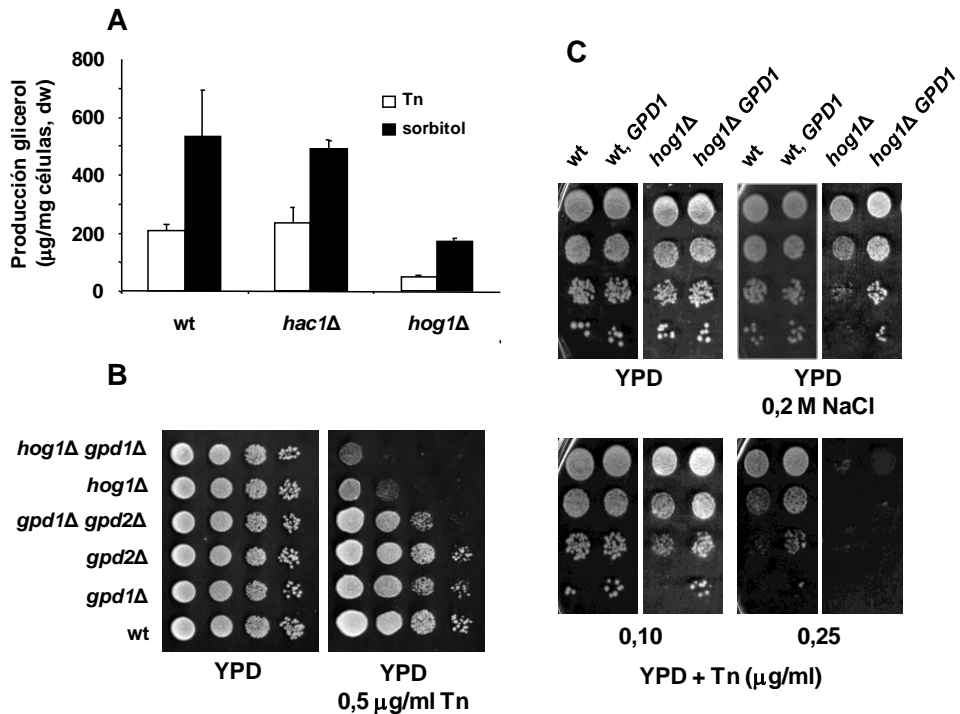 A
Producción glicerol
(μg/mg células, dw)
800
600
400
200
0
Tn
sorbitol
wt
hac1Δ
hog1Δ
B
hog1Δ gpd1Δ
hog1Δ
gpd1Δ gpd2Δ
gpd2Δ
gpd1Δ
wt
YPD
YPD
0,5 μg/ml Tn
C
wt
wt, GPD1
hog1Δ
hog1Δ GPD1
wt
wt, GPD1
hog1Δ
hog1Δ GPD1
YPD
YPD
0,2 M NaCl
0,10
0,25
YPD + Tn (μg/ml)